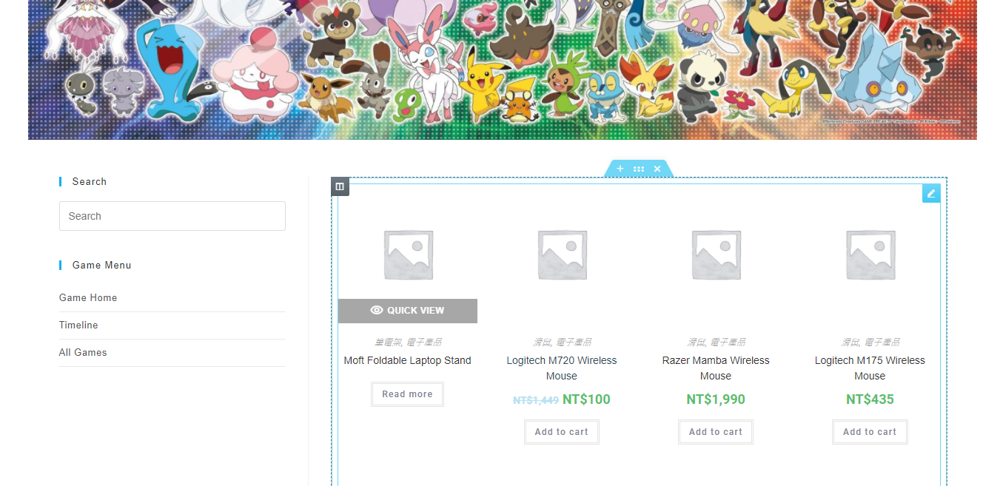 Search
Search
Game Menu
Game Home
Timeline
All Games
QUICK VIEW
筆電架, 電子產品
Moft Foldable Laptop Stand
Read more
滑鼠, 電子產品
Logitech M720 Wireless
Mouse
NT$1,449 NT$100
Add to cart
滑鼠, 電子產品
Razer Mamba Wireless
Mouse
NT$1,990
Add to cart
滑鼠, 電子產品
Logitech M175 Wireless
Mouse
NT$435
Add to cart